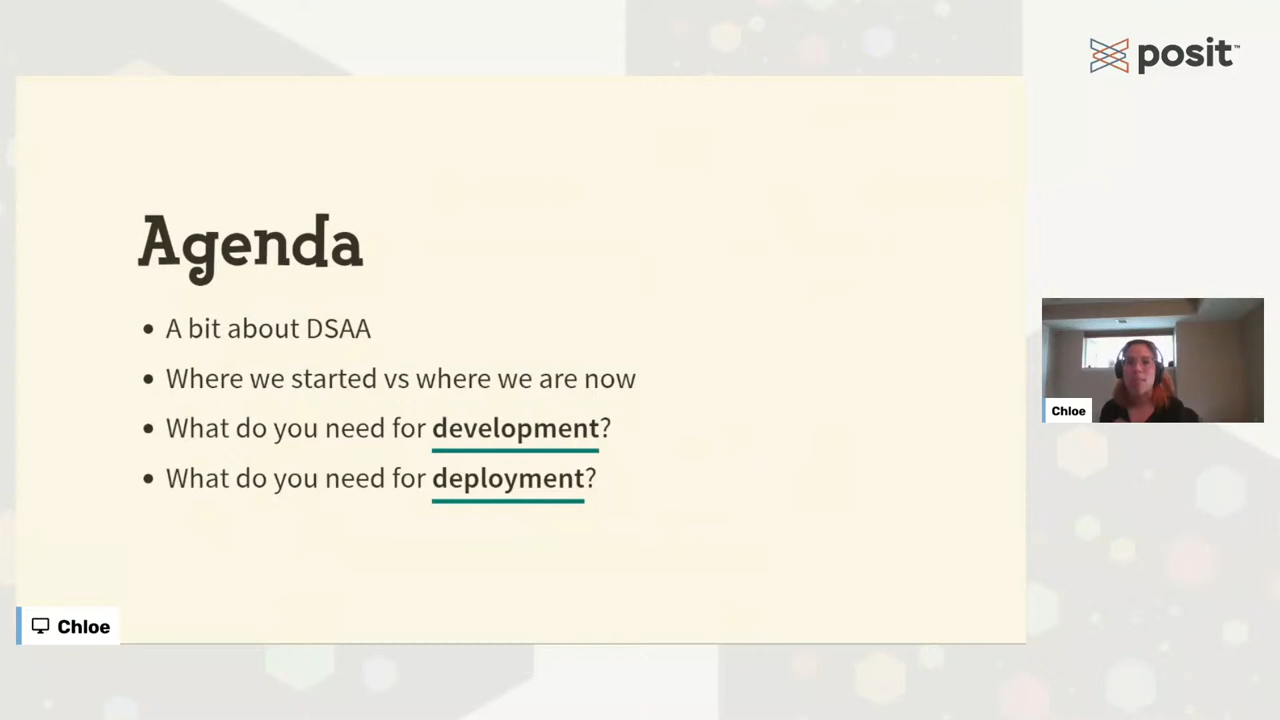 posit™
Agenda
• A bit about DSAA
• Where we started vs where we are now
• What do you need for development?
• What do you need for deployment?
Chloe
Chloe